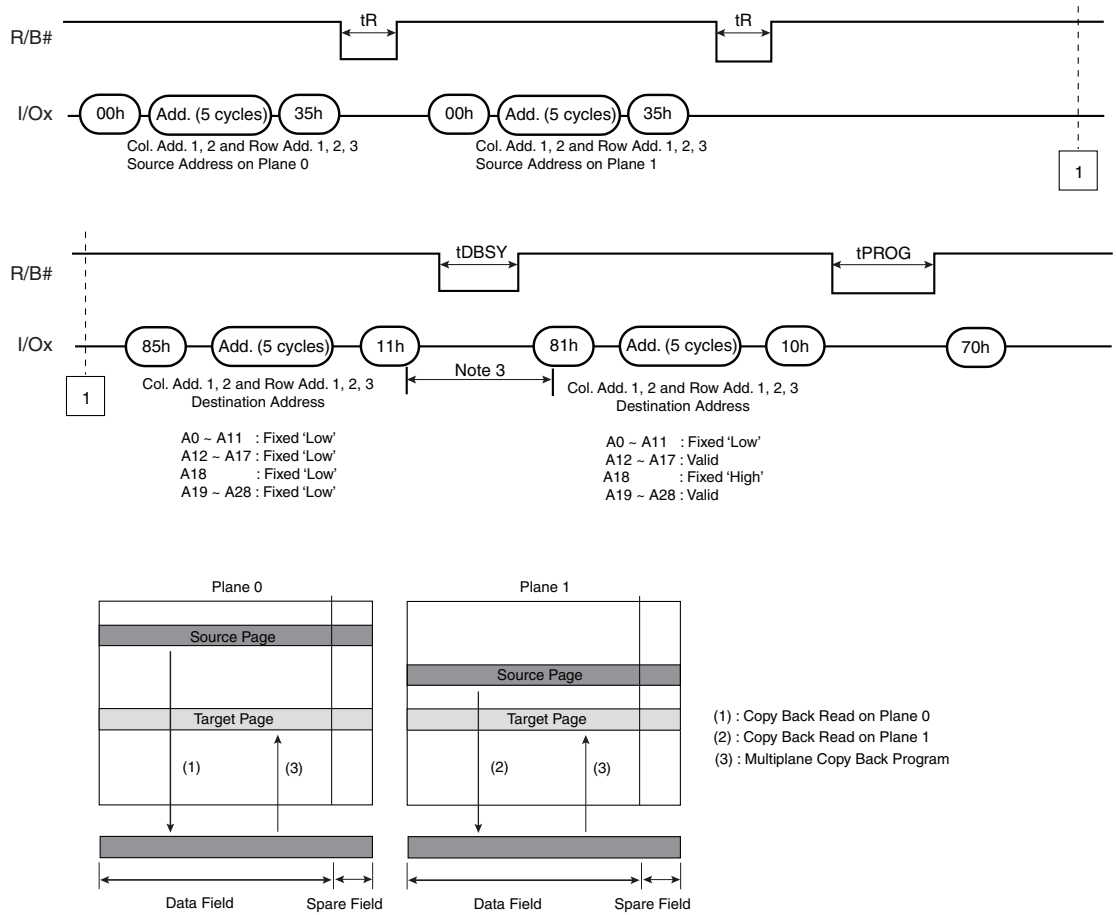 tR
tR
R/B#
I/Ox
00h
Add. (5 cycles)
35h
00h
Add. (5 cycles)
35h
Col. Add. 1, 2 and Row Add. 1, 2, 3
Source Address on Plane 0
Col. Add. 1, 2 and Row Add. 1, 2, 3
Source Address on Plane 1
1
tDBSY
tPROG
R/B#
I/Ox
85h
Add. (5 cycles)
11h
81h
Add. (5 cycles)
10h
70h
Note 3
1
Col. Add. 1, 2 and Row Add. 1, 2, 3
Destination Address
Col. Add. 1, 2 and Row Add. 1, 2, 3
Destination Address
A0 ~ A11 : Fixed ‘Low’
A12 ~ A17 : Fixed ‘Low’
A18 : Fixed ‘Low’
A19 ~ A28 : Fixed ‘Low’
A0 ~ A11 : Fixed ‘Low’
A12 ~ A17 : Valid
A18 : Fixed ‘High’
A19 ~ A28 : Valid
Plane 0
Plane 1
Source Page
Source Page
Target Page
Target Page
(1)
(3)
(2)
(3)
(1) : Copy Back Read on Plane 0
(2) : Copy Back Read on Plane 1
(3) : Multiplane Copy Back Program
Data Field
Spare Field
Data Field
Spare Field